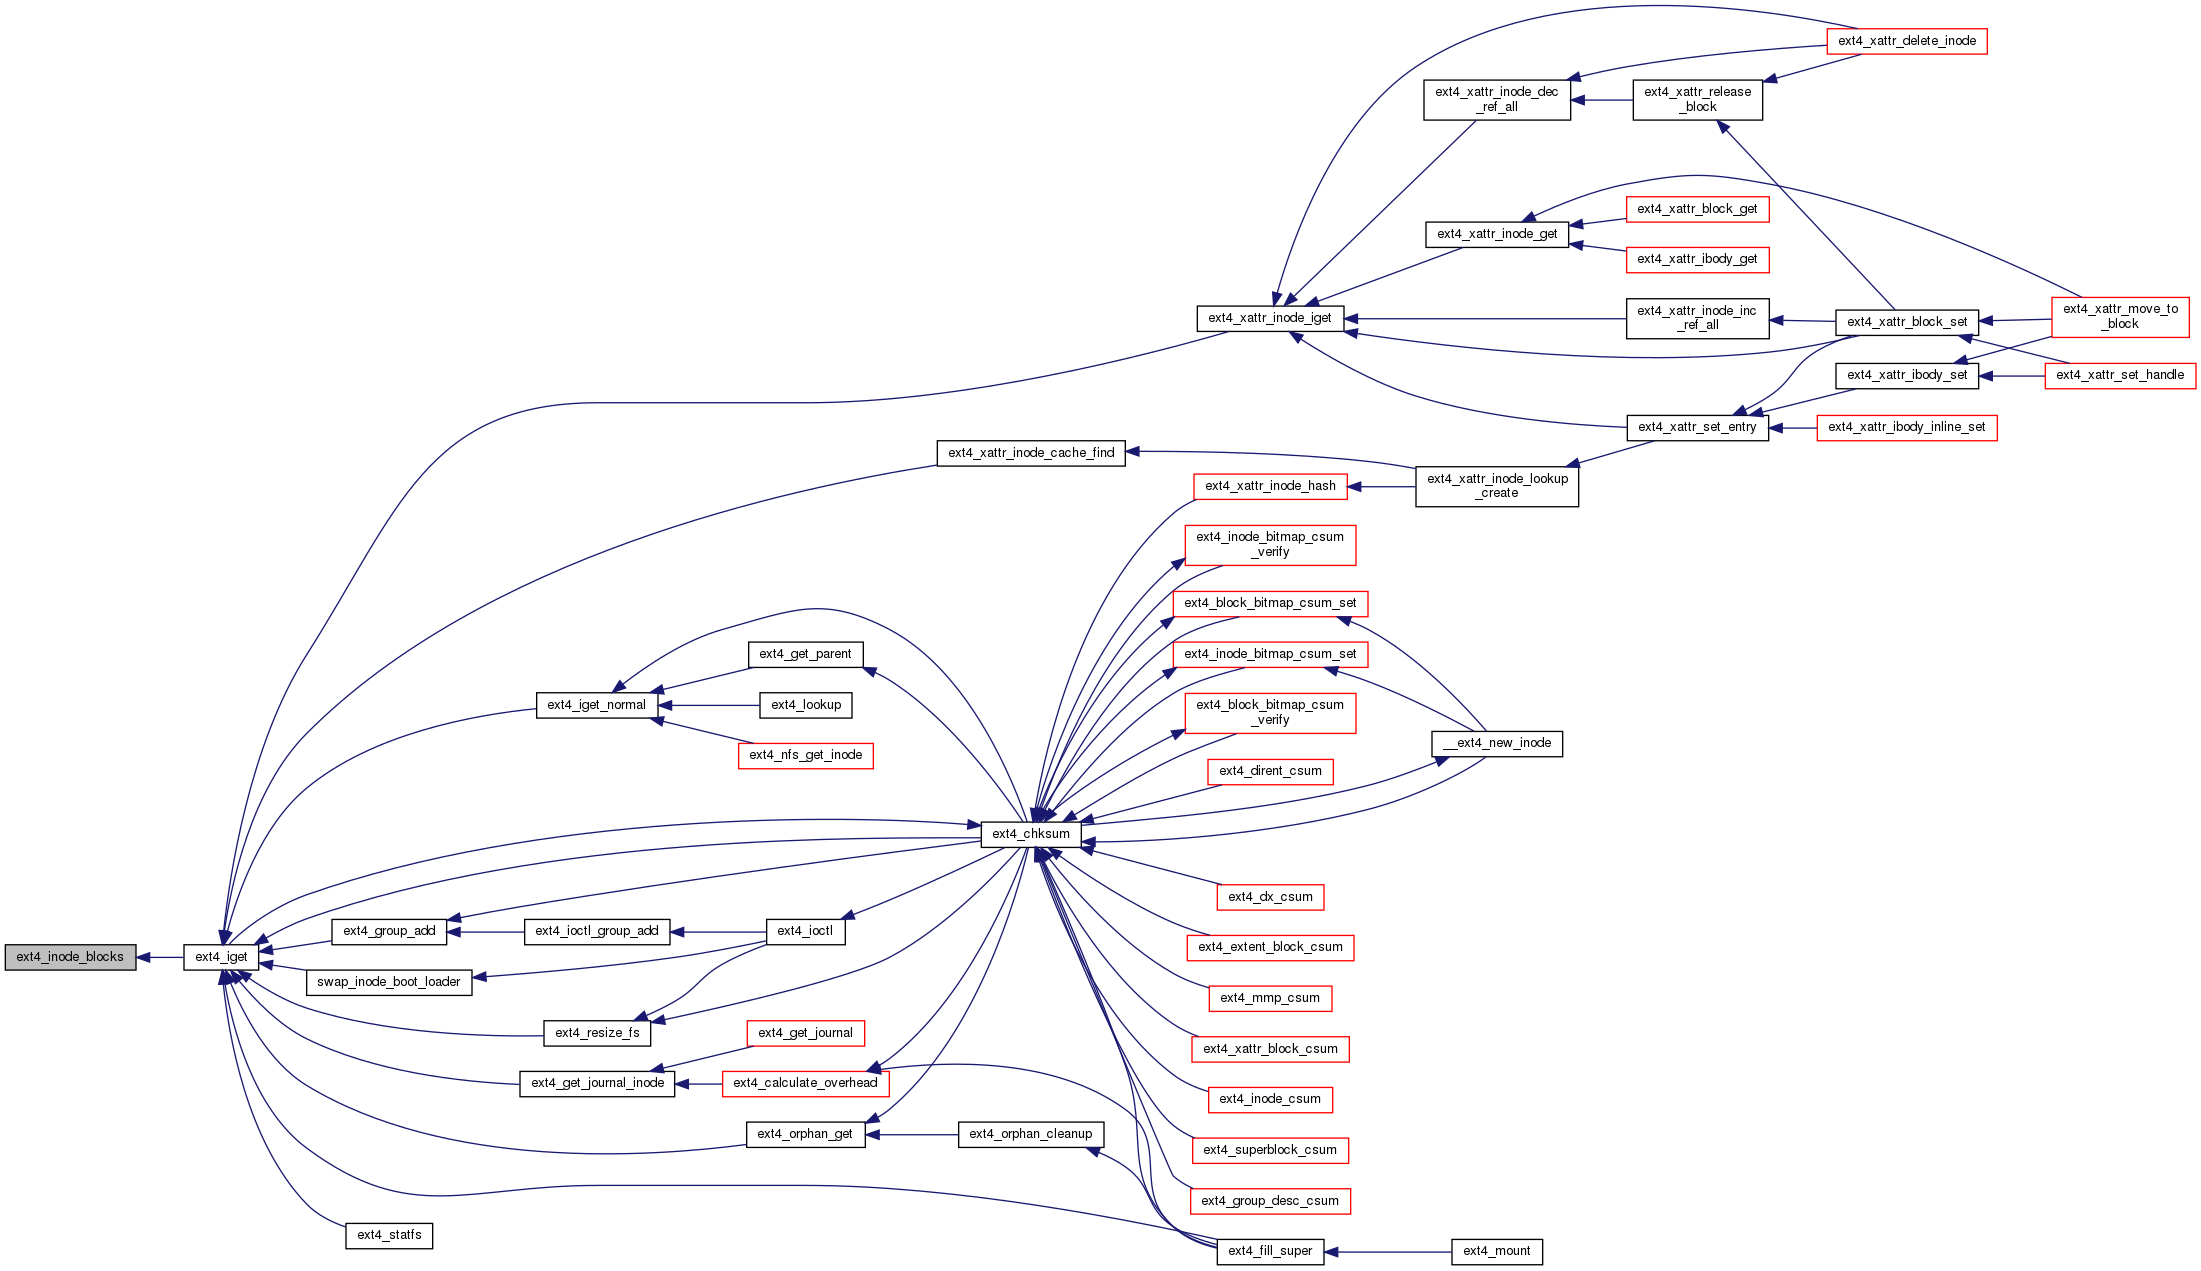 ext4_xattr_delete_inode
ext4_xattr_inode_dec
_ref_all
ext4_xattr_release
_block
ext4_xattr_block_get
ext4_xattr_inode_get
ext4_xattr_ibody_get
ext4_xattr_inode_iget
ext4_xattr_inode_inc
_ref_all
ext4_xattr_block_set
ext4_xattr_move_to
_block
ext4_xattr_ibody_set
ext4_xattr_set_handle
ext4_xattr_set_entry
ext4_xattr_ibody_inline_set
ext4_xattr_inode_cache_find
ext4_xattr_inode_hash
ext4_xattr_inode_lookup
_create
ext4_inode_bitmap_csum
_verify
ext4_block_bitmap_csum_set
ext4_get_parent
ext4_inode_bitmap_csum_set
ext4_iget_normal
ext4_lookup
ext4_block_bitmap_csum
_verify
ext4_nfs_get_inode
__ext4_new_inode
ext4_dirent_csum
ext4_chksum
ext4_dx_csum
ext4_group_add
ext4_ioctl_group_add
ext4_ioctl
ext4_extent_block_csum
ext4_inode_blocks
ext4_iget
swap_inode_boot_loader
ext4_mmp_csum
ext4_resize_fs
ext4_get_journal
ext4_xattr_block_csum
ext4_get_journal_inode
ext4_calculate_overhead
ext4_inode_csum
ext4_orphan_get
ext4_orphan_cleanup
ext4_superblock_csum
ext4_group_desc_csum
ext4_statfs
ext4_fill_super
ext4_mount